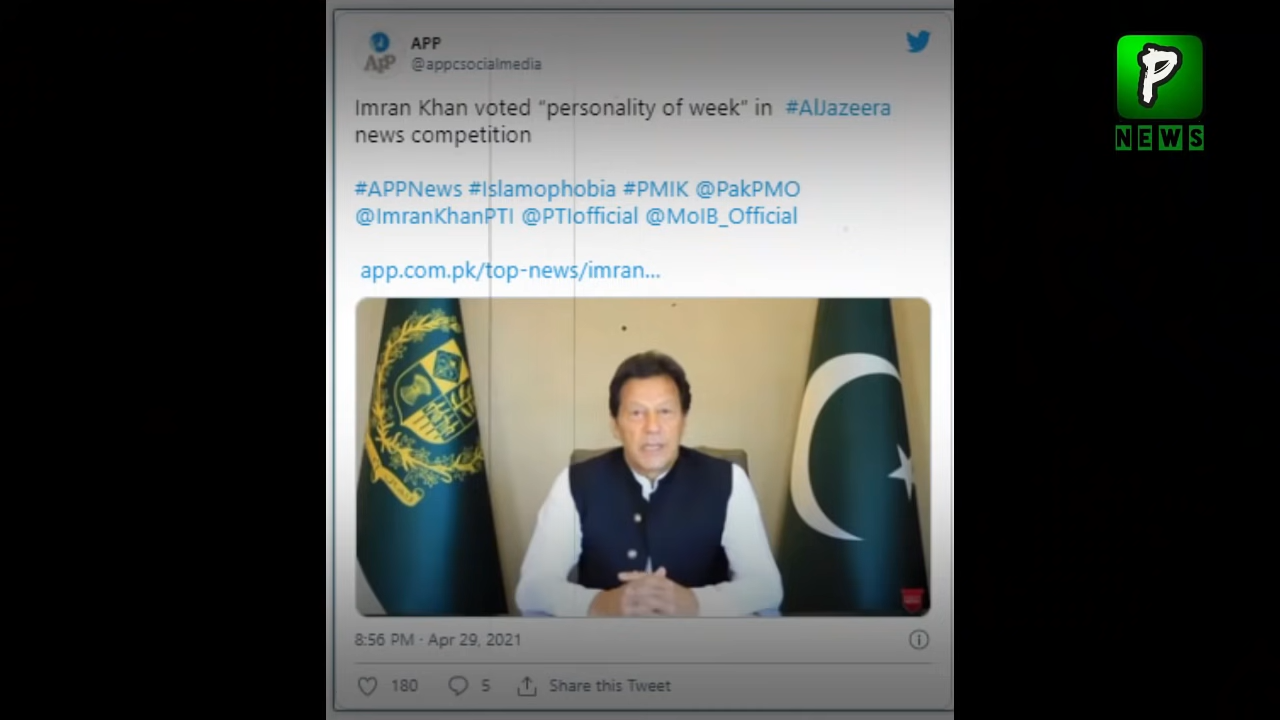 APP
@appcsocialmedia
Imran Khan voted “personality of week” in #AlJazeera
news competition
#APPNews #Islamophobia #PMIK @PakPMO
@ImranKhanPTI @PTIofficial @MoIB_Official
app.com.pk/top-news/imran...
8:56 PM · Apr 29, 2021
180 5 Share this Tweet
P
NEWS